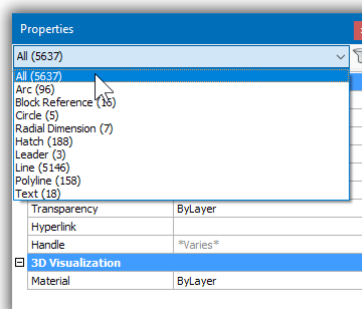 Properties
All (5637)
All (5637)
Arc (96)
Block Reference (16)
Circle (5)
Radial Dimension (7)
Hatch (188)
Leader (3)
Line (5146)
Polyline (158)
Text (18)
Transparency ByLayer
Hyperlink
Handle *Varies*
3D Visualization
Material ByLayer